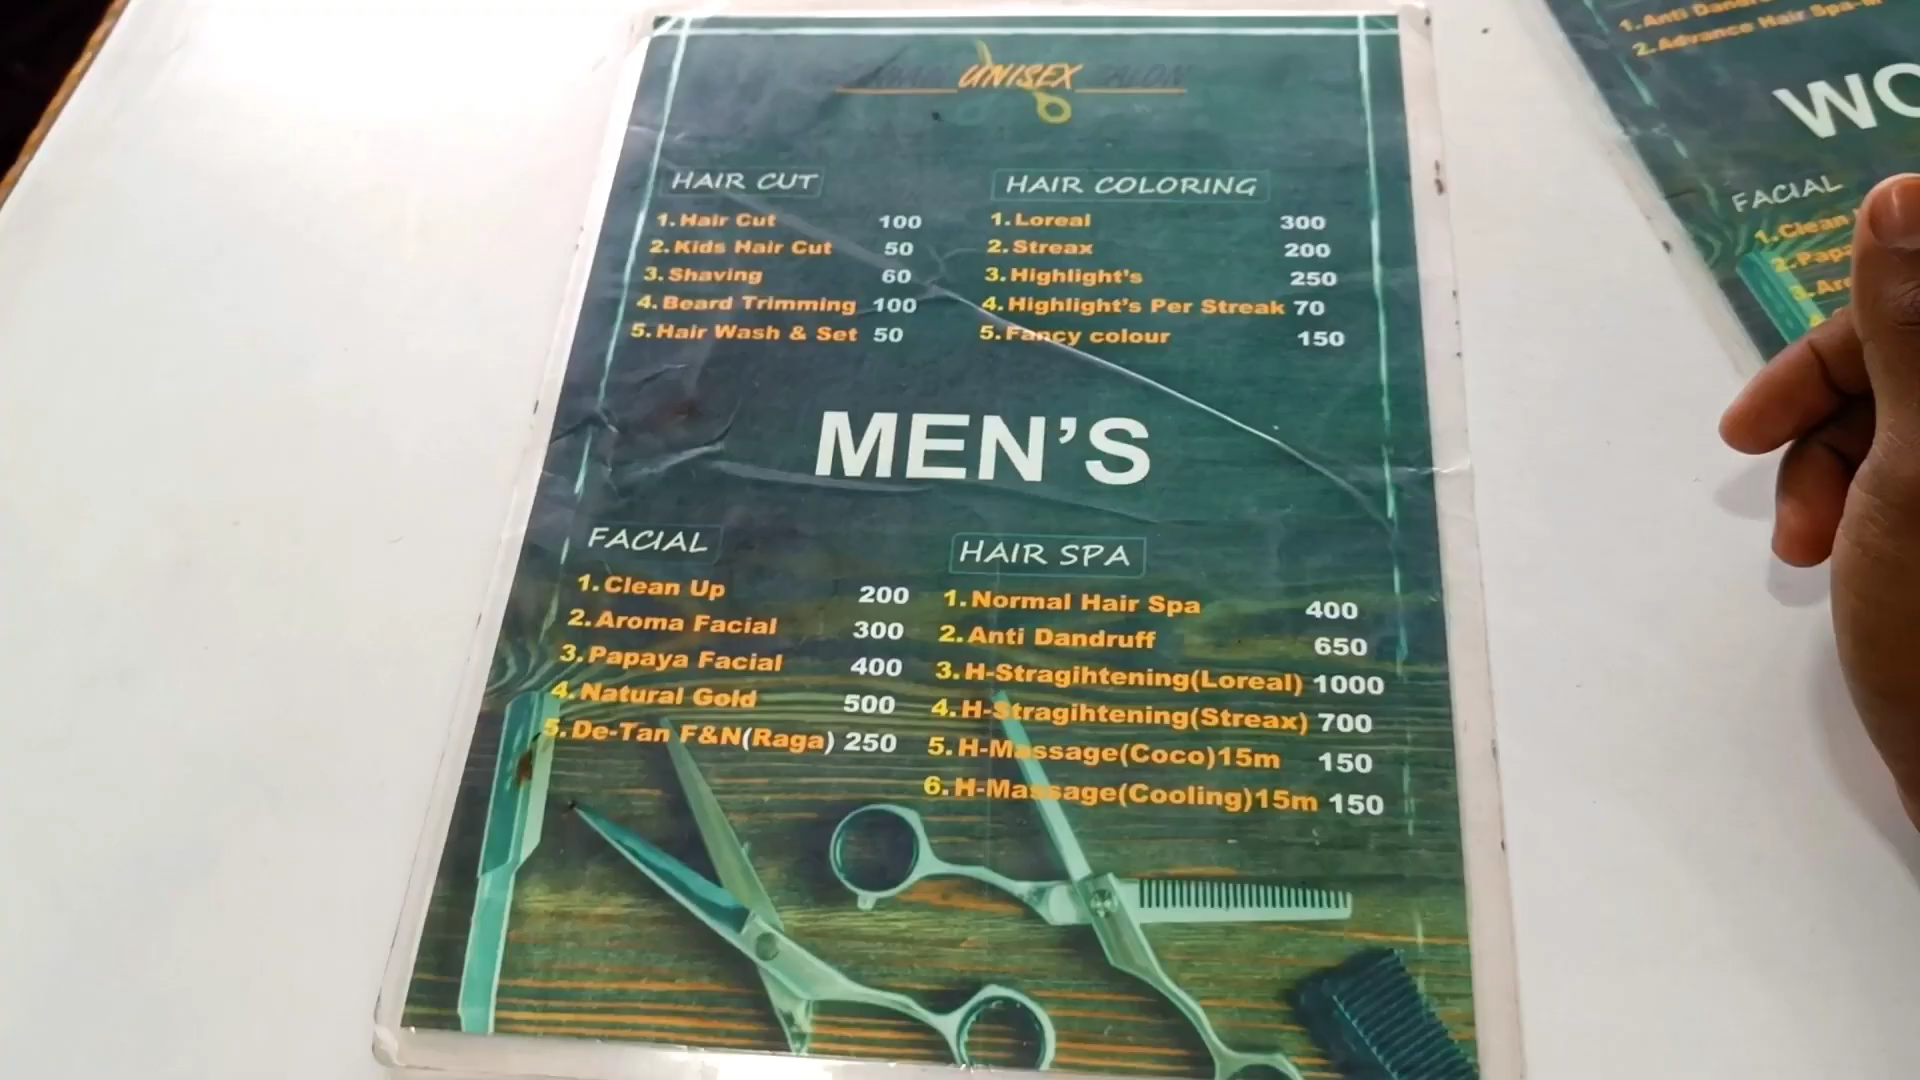 UNISEX SALON
HAIR CUT
1. Hair Cut 100
2. Kids Hair Cut 50
3. Shaving 60
4. Beard Trimming 100
5. Hair Wash & Set 50
HAIR COLORING
1. Loreal 300
2. Streax 200
3. Highlight's 250
4. Highlight's Per Streak 70
5. Fancy colour 150
MEN'S
FACIAL
1. Clean Up 200
2. Aroma Facial 300
3. Papaya Facial 400
4. Natural Gold 500
5. De-Tan F&N(Raga) 250
HAIR SPA
1. Normal Hair Spa 400
2. Anti Dandruff 650
3. H-Stragihtening(Loreal) 1000
4. H-Stragihtening(Streax) 700
5. H-Massage(Coco)15m 150
6. H-Massage(Cooling)15m 150
1. Anti
2. Advance Hair Spa-
FACIAL
1. Clean
2.
3.